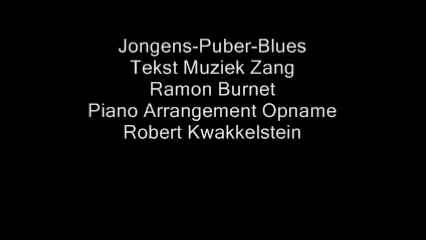 Jongens-Puber-Blues
Tekst Muziek Zang
Ramon Burnet
Piano Arrangement Opname
Robert Kwakkelstein